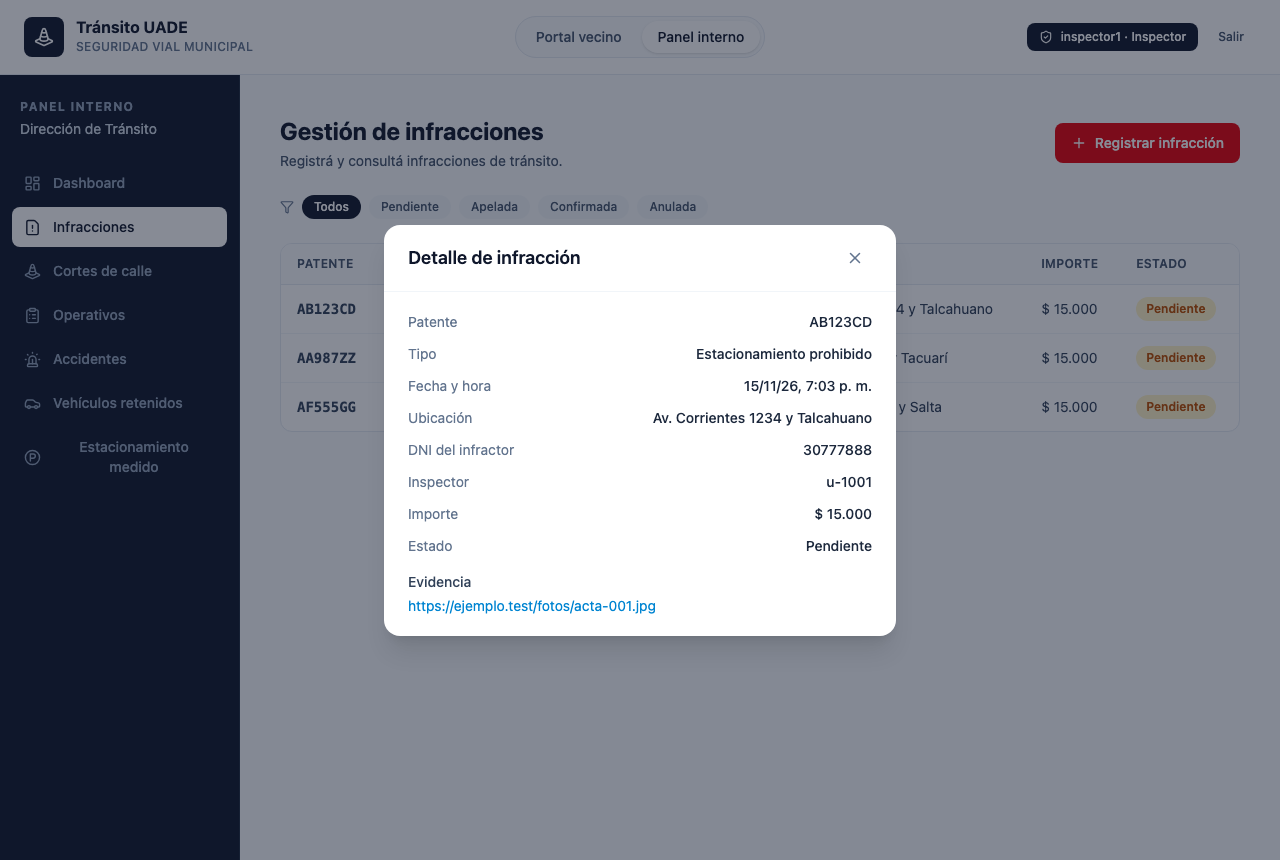 Tránsito UADE
SEGURIDAD VIAL MUNICIPAL
Portal vecino
Panel interno
inspector1 · Inspector
Salir
PANEL INTERNO
Dirección de Tránsito
Dashboard
Infracciones
Cortes de calle
Operativos
Accidentes
Vehículos retenidos
Estacionamiento
medido
Gestión de infracciones
Registrá y consultá infracciones de tránsito.
+ Registrar infracción
Todos
Pendiente
Apelada
Confirmada
Anulada
PATENTE IMPORTE ESTADO
AB123CD 4 y Talcahuano $ 15.000 Pendiente
AA987ZZ y Tacuarí $ 15.000 Pendiente
AF555GG y Salta $ 15.000 Pendiente
Detalle de infracción
Patente AB123CD
Tipo Estacionamiento prohibido
Fecha y hora 15/11/26, 7:03 p. m.
Ubicación Av. Corrientes 1234 y Talcahuano
DNI del infractor 30777888
Inspector u-1001
Importe $ 15.000
Estado Pendiente
Evidencia
https://ejemplo.test/fotos/acta-001.jpg